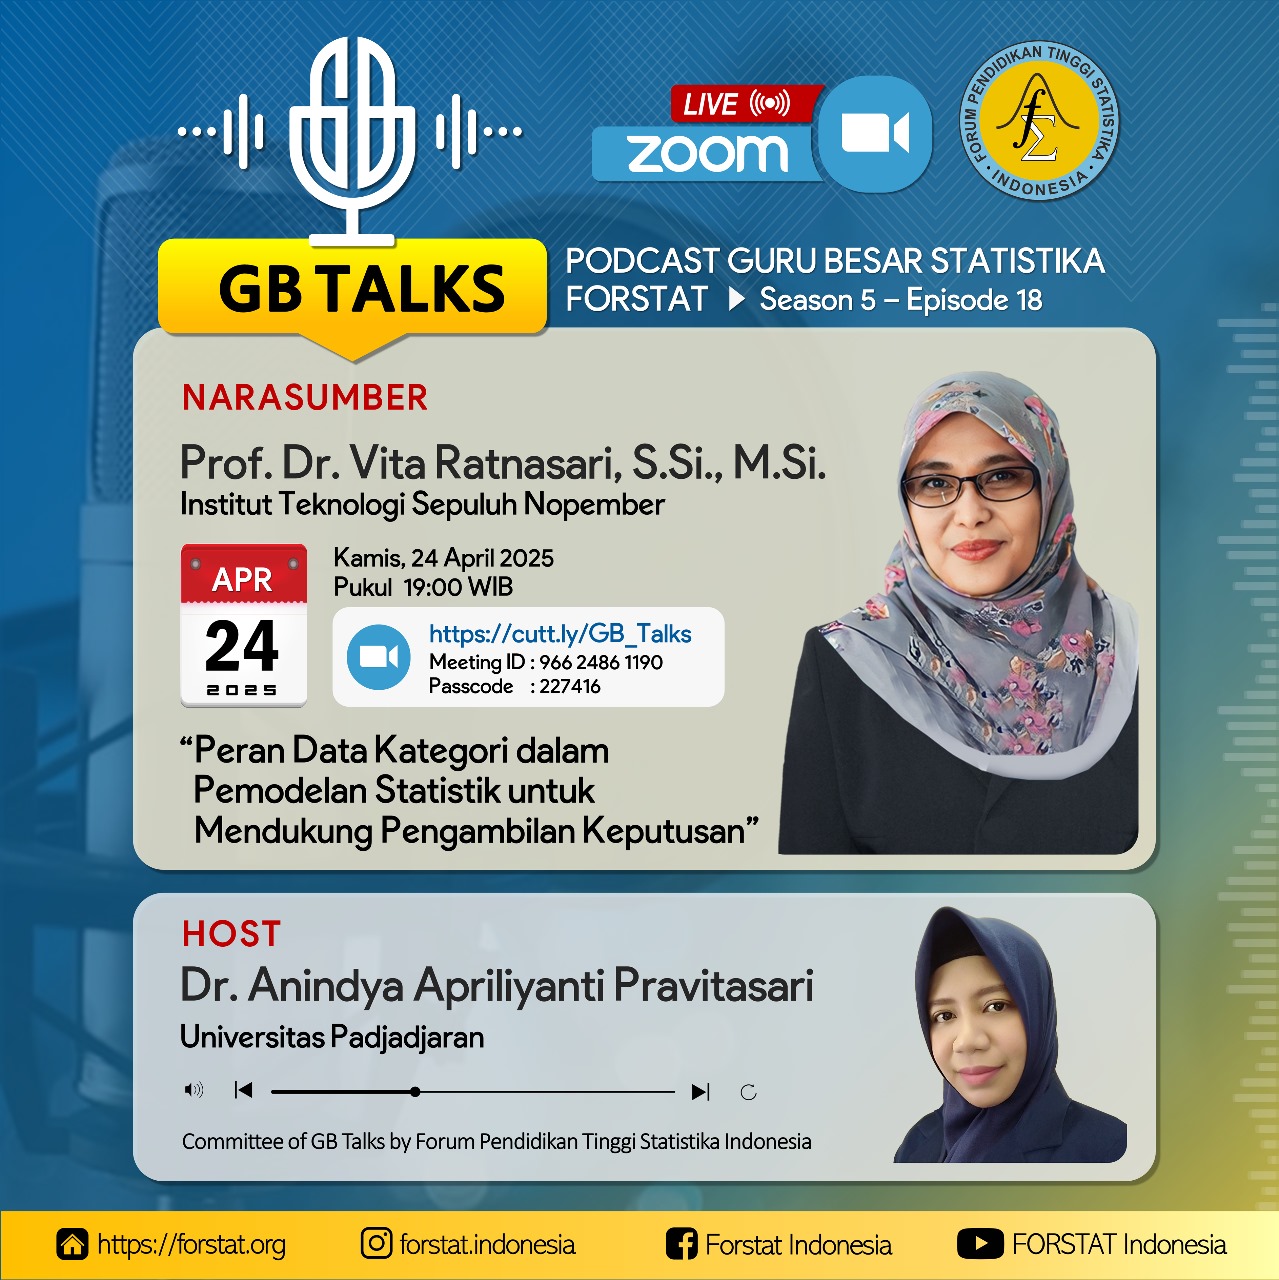 GB
LIVE
zoom
FORUM PENDIDIKAN TINGGI STATISTIKA
INDONESIA
f Σ
GB TALKS
PODCAST GURU BESAR STATISTIKA
FORSTAT Season 5 – Episode 18
NARASUMBER
Prof. Dr. Vita Ratnasari, S.Si., M.Si.
Institut Teknologi Sepuluh Nopember
APR
24
2025
Kamis, 24 April 2025
Pukul 19:00 WIB
https://cutt.ly/GB_Talks
Meeting ID : 966 2486 1190
Passcode : 227416
“Peran Data Kategori dalam
Pemodelan Statistik untuk
Mendukung Pengambilan Keputusan”
HOST
Dr. Anindya Apriliyanti Pravitasari
Universitas Padjadjaran
Committee of GB Talks by Forum Pendidikan Tinggi Statistika Indonesia
https://forstat.org
forstat.indonesia
Forstat Indonesia
FORSTAT Indonesia